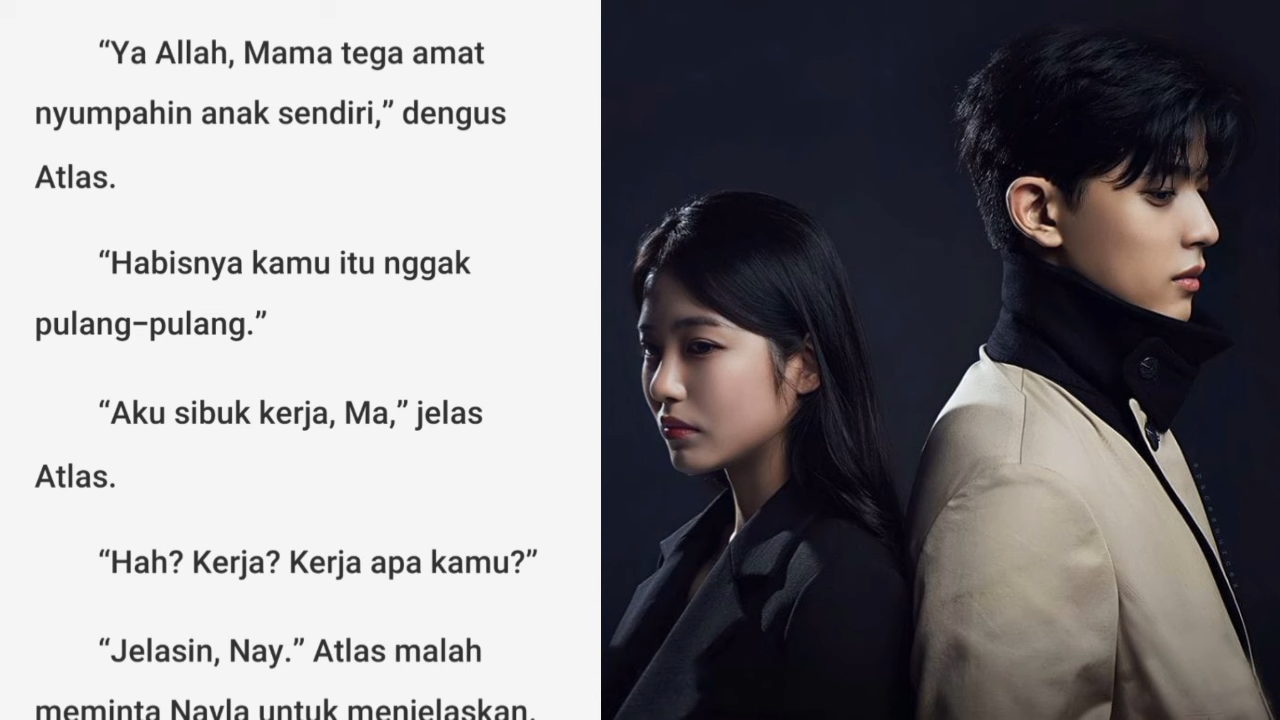 “Ya Allah, Mama tega amat
nyumpahin anak sendiri,” dengus
Atlas.
“Habisnya kamu itu nggak
pulang–pulang.”
“Aku sibuk kerja, Ma,” jelas
Atlas.
“Hah? Kerja? Kerja apa kamu?”
“Jelasin, Nay.” Atlas malah
meminta Nayla untuk menjelaskan.